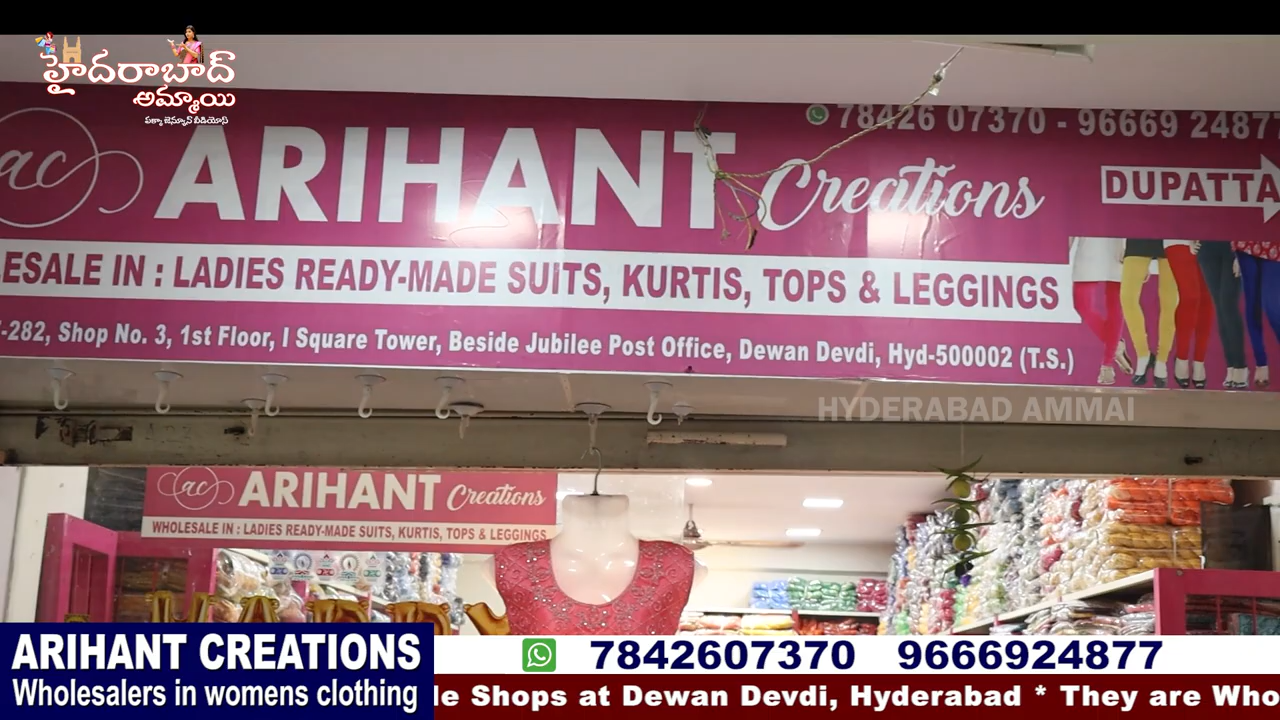 హైదరాబాద్
అమ్మాయి
పక్కా జెన్యూన్ వీడియోస్
78426 07370 - 96669 24877
ac ARIHANT Creations
DUPATTA
ESALE IN : LADIES READY-MADE SUITS, KURTIS, TOPS & LEGGINGS
-282, Shop No. 3, 1st Floor, I Square Tower, Beside Jubilee Post Office, Dewan Devdi, Hyd-500002 (T.S.)
HYDERABAD AMMAI
ac ARIHANT Creations
WHOLESALE IN : LADIES READY-MADE SUITS, KURTIS, TOPS & LEGGINGS
ARIHANT CREATIONS
Wholesalers in womens clothing
7842607370 9666924877
le Shops at Dewan Devdi, Hyderabad * They are Who